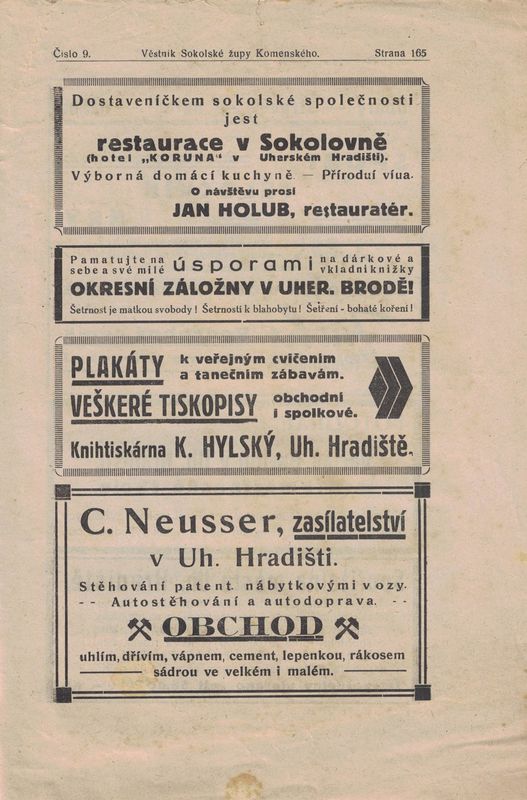 Číslo 9. Věstník Sokolské župy Komenského. Strana 165
Dostaveníčkem sokolské společnosti
jest
restaurace v Sokolovně
(hotel „KORUNA" v Uherském Hradišti).
Výborná domácí kuchyně. — Příroduí víua.
O návštěvu prosí
JAN HOLUB, restauratér.
Pamatujte na
sebe a své milé
úsporami
na dárkové a
vkladní knížky
OKRESNÍ ZÁLOŽNY V UHER. BRODĚ!
Šetrnost je matkou svobody! Šetrností k blahobytu! Šetření - bohaté koření!
PLAKÁTY
k veřejným cvičením
a tanečním zábavám.
VEŠKERÉ TISKOPISY
obchodní
i spolkové.
Knihtiskárna K. HYLSKÝ, Uh. Hradiště.
C. Neusser, zasílatelství
v Uh. Hradišti.
Stěhování patent. nábytkovými vozy.
- - Autostěhování a autodoprava. - -
OBCHOD
uhlím, dřívím, vápnem, cement, lepenkou, rákosem
sádrou ve velkém i malém.